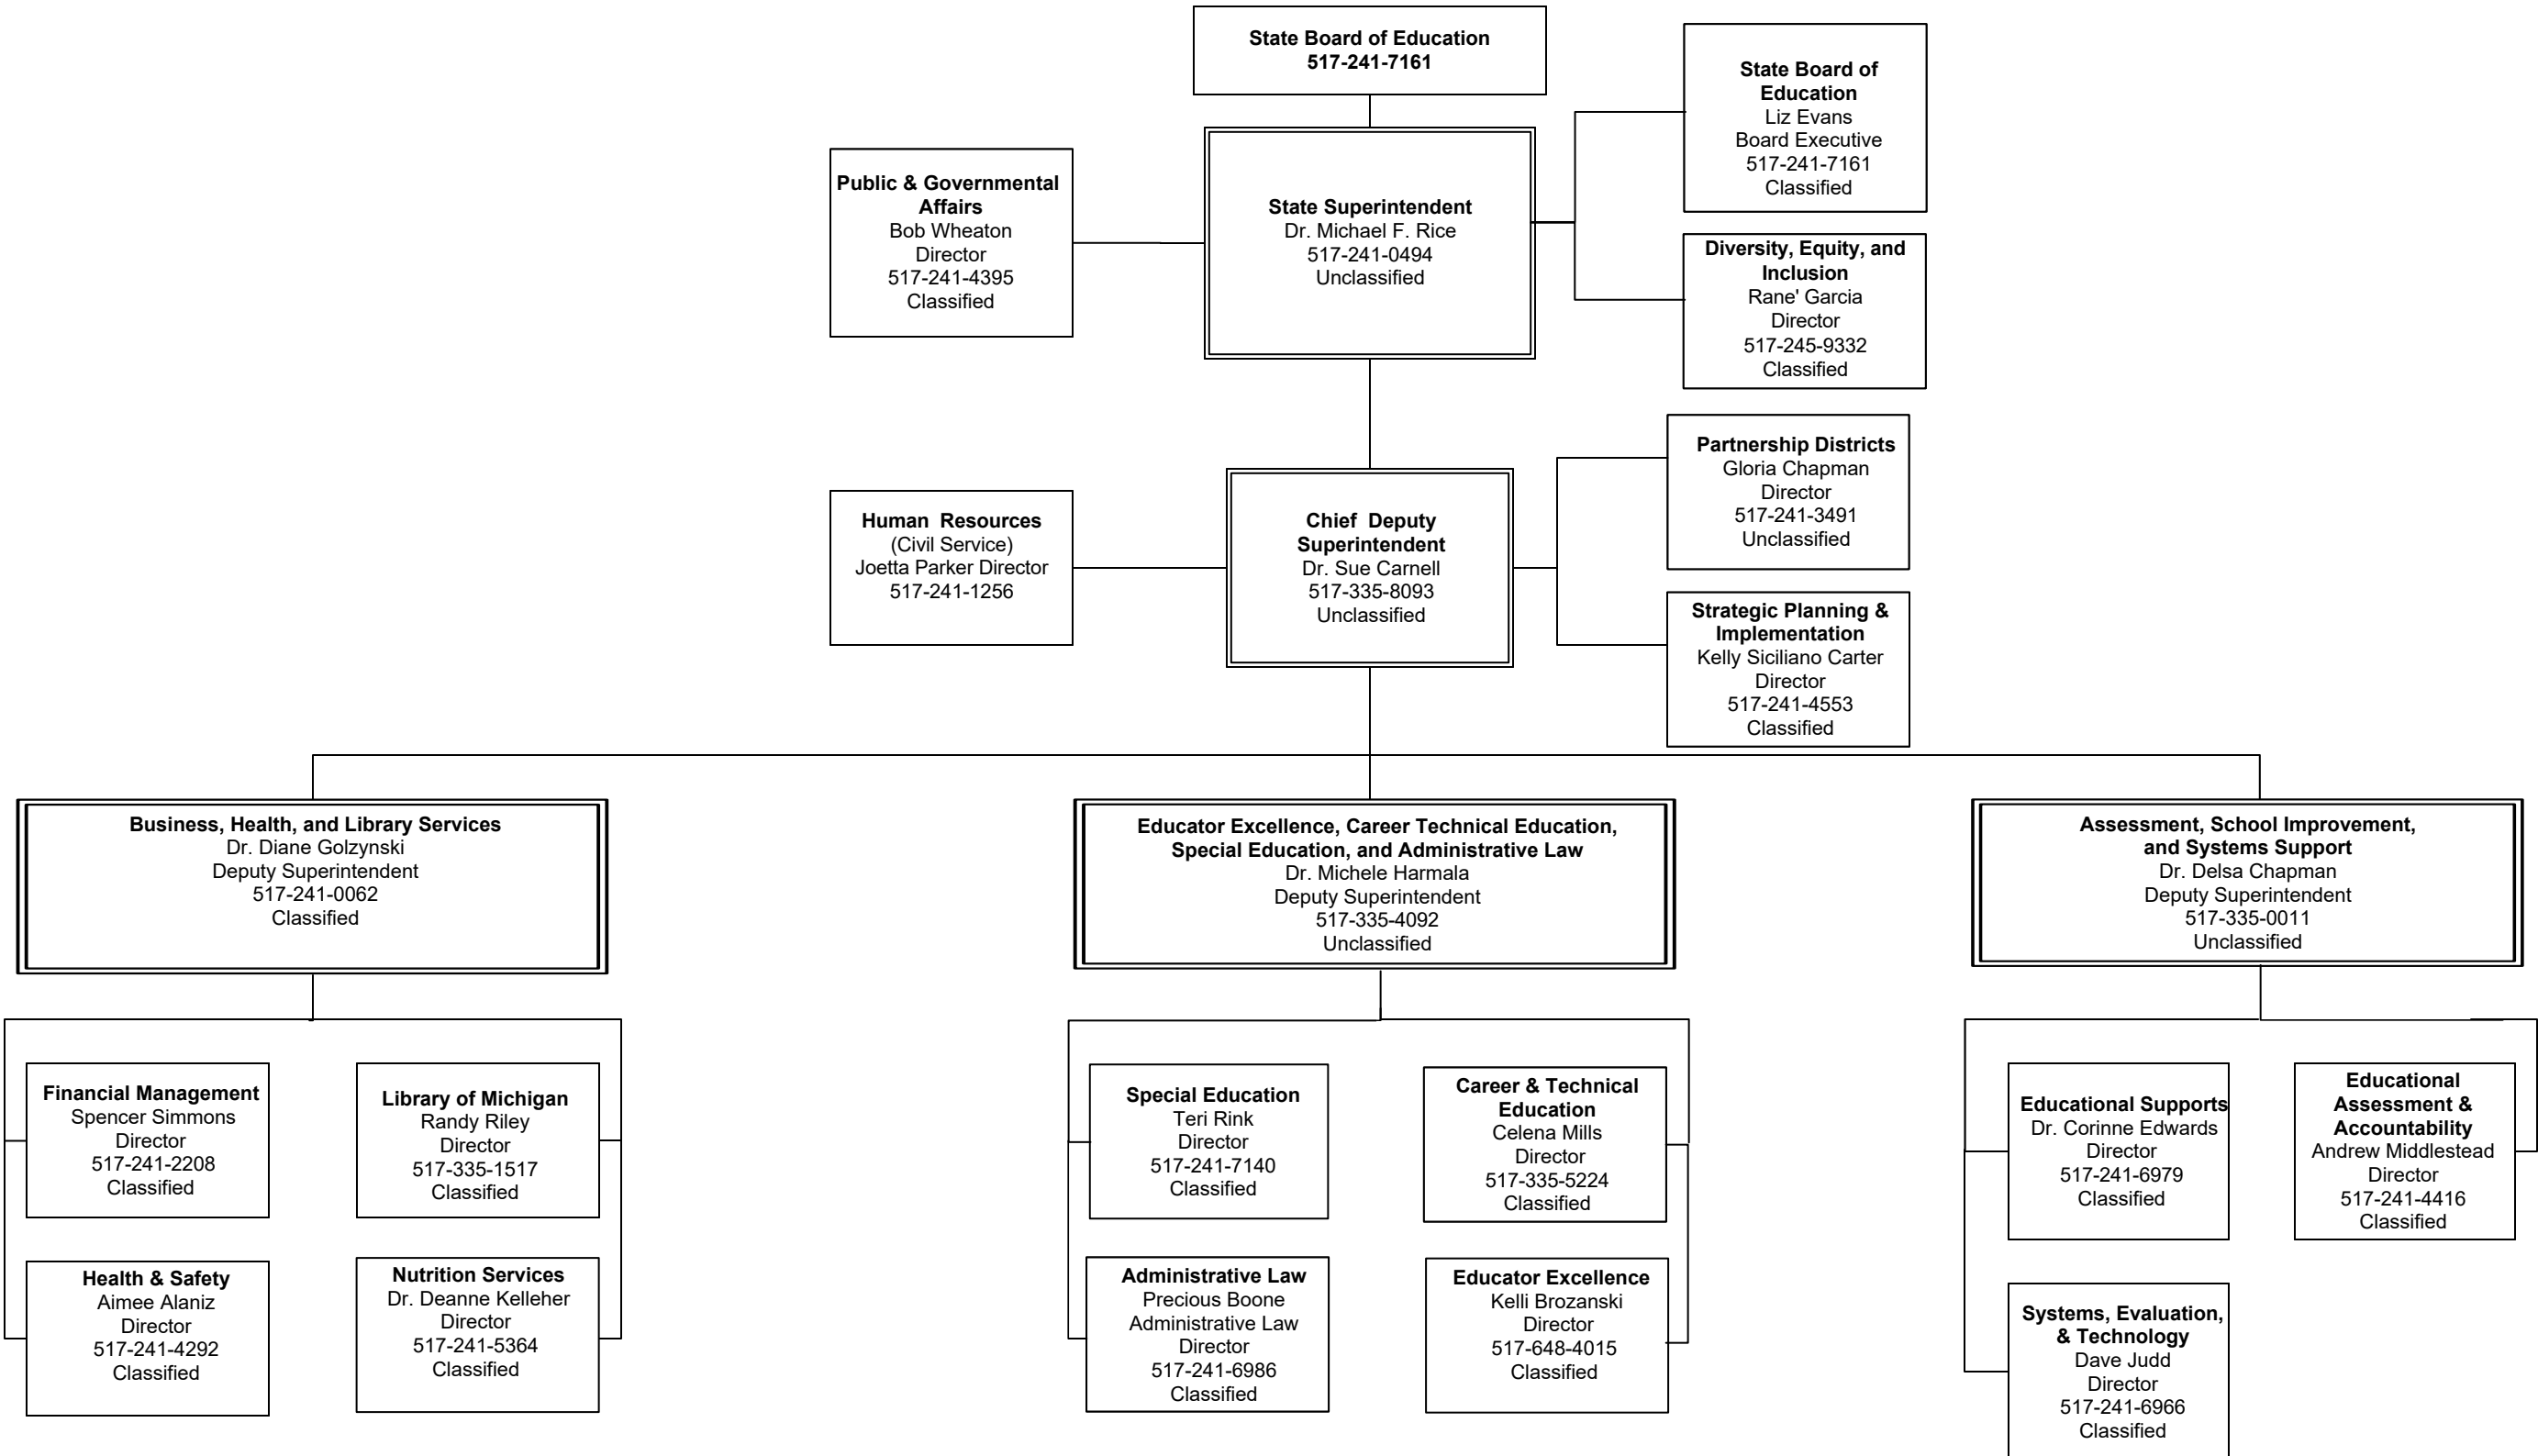 State Board of Education
517-241-7161
State Board of
Education
Liz Evans
Board Executive
517-241-7161
Classified
Public & Governmental
Affairs
Bob Wheaton
Director
517-241-4395
Classified
State Superintendent
Dr. Michael F. Rice
517-241-0494
Unclassified
Diversity, Equity, and
Inclusion
Rane' Garcia
Director
517-245-9332
Classified
Human  Resources
(Civil Service)
Joetta Parker Director
517-241-1256
Chief  Deputy
Superintendent
Dr. Sue Carnell
517-335-8093
Unclassified
Partnership Districts
Gloria Chapman
Director
517-241-3491
Unclassified
Strategic Planning &
Implementation
Kelly Siciliano Carter
Director
517-241-4553
Classified
Business, Health, and Library Services
Dr. Diane Golzynski
Deputy Superintendent
517-241-0062
Classified
Educator Excellence, Career Technical Education,
Special Education, and Administrative Law
Dr. Michele Harmala
Deputy Superintendent
517-335-4092
Unclassified
Assessment, School Improvement,
and Systems Support
Dr. Delsa Chapman
Deputy Superintendent
517-335-0011
Unclassified
Financial Management
Spencer Simmons
Director
517-241-2208
Classified
Library of Michigan
Randy Riley
Director
517-335-1517
Classified
Special Education
Teri Rink
Director
517-241-7140
Classified
Career & Technical
Education
Celena Mills
Director
517-335-5224
Classified
Educational Supports
Dr. Corinne Edwards
Director
517-241-6979
Classified
Educational
Assessment &
Accountability
Andrew Middlestead
Director
517-241-4416
Classified
Health & Safety
Aimee Alaniz
Director
517-241-4292
Classified
Nutrition Services
Dr. Deanne Kelleher
Director
517-241-5364
Classified
Administrative Law
Precious Boone
Administrative Law
Director
517-241-6986
Classified
Educator Excellence
Kelli Brozanski
Director
517-648-4015
Classified
Systems, Evaluation,
& Technology
Dave Judd
Director
517-241-6966
Classified